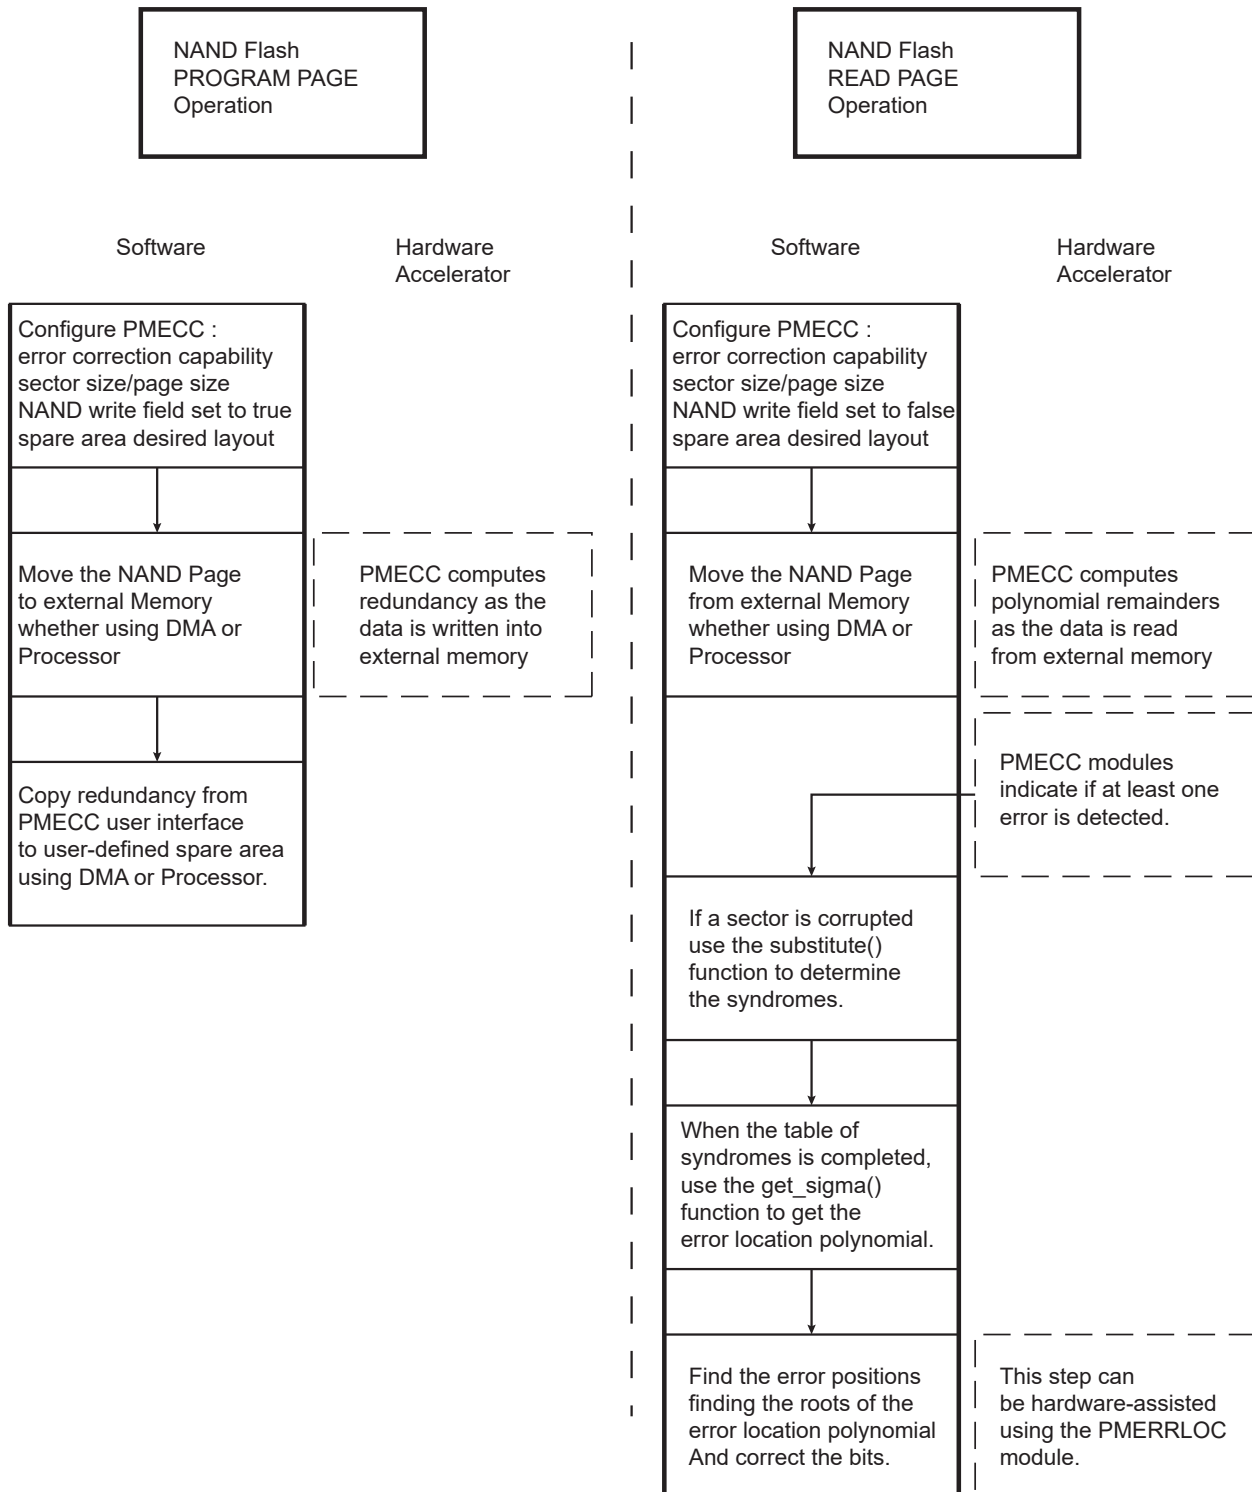 NAND Flash
PROGRAM PAGE
Operation
Software
Hardware
Accelerator
Configure PMECC :
error correction capability
sector size/page size
NAND write field set to true
spare area desired layout
Move the NAND Page
to external Memory
whether using DMA or
Processor
PMECC computes
redundancy as the
data is written into
external memory
Copy redundancy from
PMECC user interface
to user-defined spare area
using DMA or Processor.
NAND Flash
READ PAGE
Operation
Software
Hardware
Accelerator
Configure PMECC :
error correction capability
sector size/page size
NAND write field set to false
spare area desired layout
Move the NAND Page
from external Memory
whether using DMA or
Processor
PMECC computes
polynomial remainders
as the data is read
from external memory
PMECC modules
indicate if at least one
error is detected.
If a sector is corrupted
use the substitute()
function to determine
the syndromes.
When the table of
syndromes is completed,
use the get_sigma()
function to get the
error location polynomial.
Find the error positions
finding the roots of the
error location polynomial
And correct the bits.
This step can
be hardware-assisted
using the PMERRLOC
module.